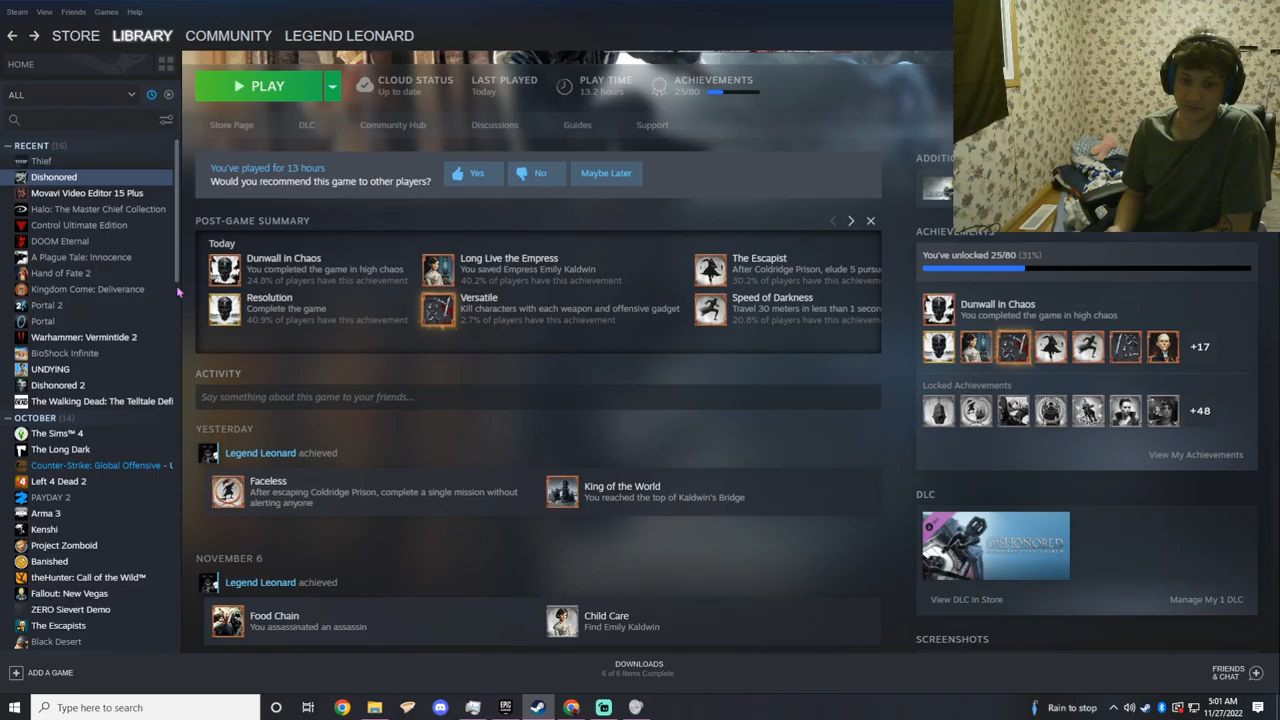 Steam View Friends Games Help
STORE LIBRARY COMMUNITY LEGEND LEONARD
HOME
ALL
RECENT (16)
Thief
Dishonored
Movavi Video Editor 15 Plus
Halo: The Master Chief Collection
Control Ultimate Edition
DOOM Eternal
A Plague Tale: Innocence
Hand of Fate 2
Kingdom Come: Deliverance
Portal 2
Portal
Warhammer: Vermintide 2
BioShock Infinite
UNDYING
Dishonored 2
The Walking Dead: The Telltale Defi
OCTOBER (14)
The Sims™ 4
The Long Dark
Counter-Strike: Global Offensive - U
Left 4 Dead 2
PAYDAY 2
Arma 3
Kenshi
Project Zomboid
Banished
theHunter: Call of the Wild™
Fallout: New Vegas
ZERO Sievert Demo
The Escapists
Black Desert
ADD A GAME
PLAY
CLOUD STATUS
Up to date
LAST PLAYED
Today
PLAY TIME
13.2 hours
ACHIEVEMENTS
25/80
Store Page DLC Community Hub Discussions Guides Support
You've played for 13 hours
Would you recommend this game to other players?
Yes No Maybe Later
POST-GAME SUMMARY
Today
Dunwall in Chaos
You completed the game in high chaos
24.8% of players have this achievement
Long Live the Empress
You saved Empress Emily Kaldwin
40.2% of players have this achievement
The Escapist
After Coldridge Prison, elude 5 pursue
30.2% of players have this achievem
Resolution
Complete the game
40.9% of players have this achievement
Versatile
Kill characters with each weapon and offensive gadget
2.7% of players have this achievement
Speed of Darkness
Travel 30 meters in less than 1 secon
20.8% of players have this achievem
ACTIVITY
Say something about this game to your friends...
YESTERDAY
Legend Leonard achieved
Faceless
After escaping Coldridge Prison, complete a single mission without
alerting anyone
King of the World
You reached the top of Kaldwin's Bridge
NOVEMBER 6
Legend Leonard achieved
Food Chain
You assassinated an assassin
Child Care
Find Emily Kaldwin
ADDITI
ACHIEVEMENTS
You've unlocked 25/80 (31%)
Dunwall in Chaos
You completed the game in high chaos
+17
Locked Achievements
+48
View My Achievements
DLC
DISHONORED
View DLC In Store
Manage My 1 DLC
SCREENSHOTS
DOWNLOADS
6 of 6 Items Complete
FRIENDS
& CHAT
Type here to search
EPIC
Rain to stop
5:01 AM
11/27/2022